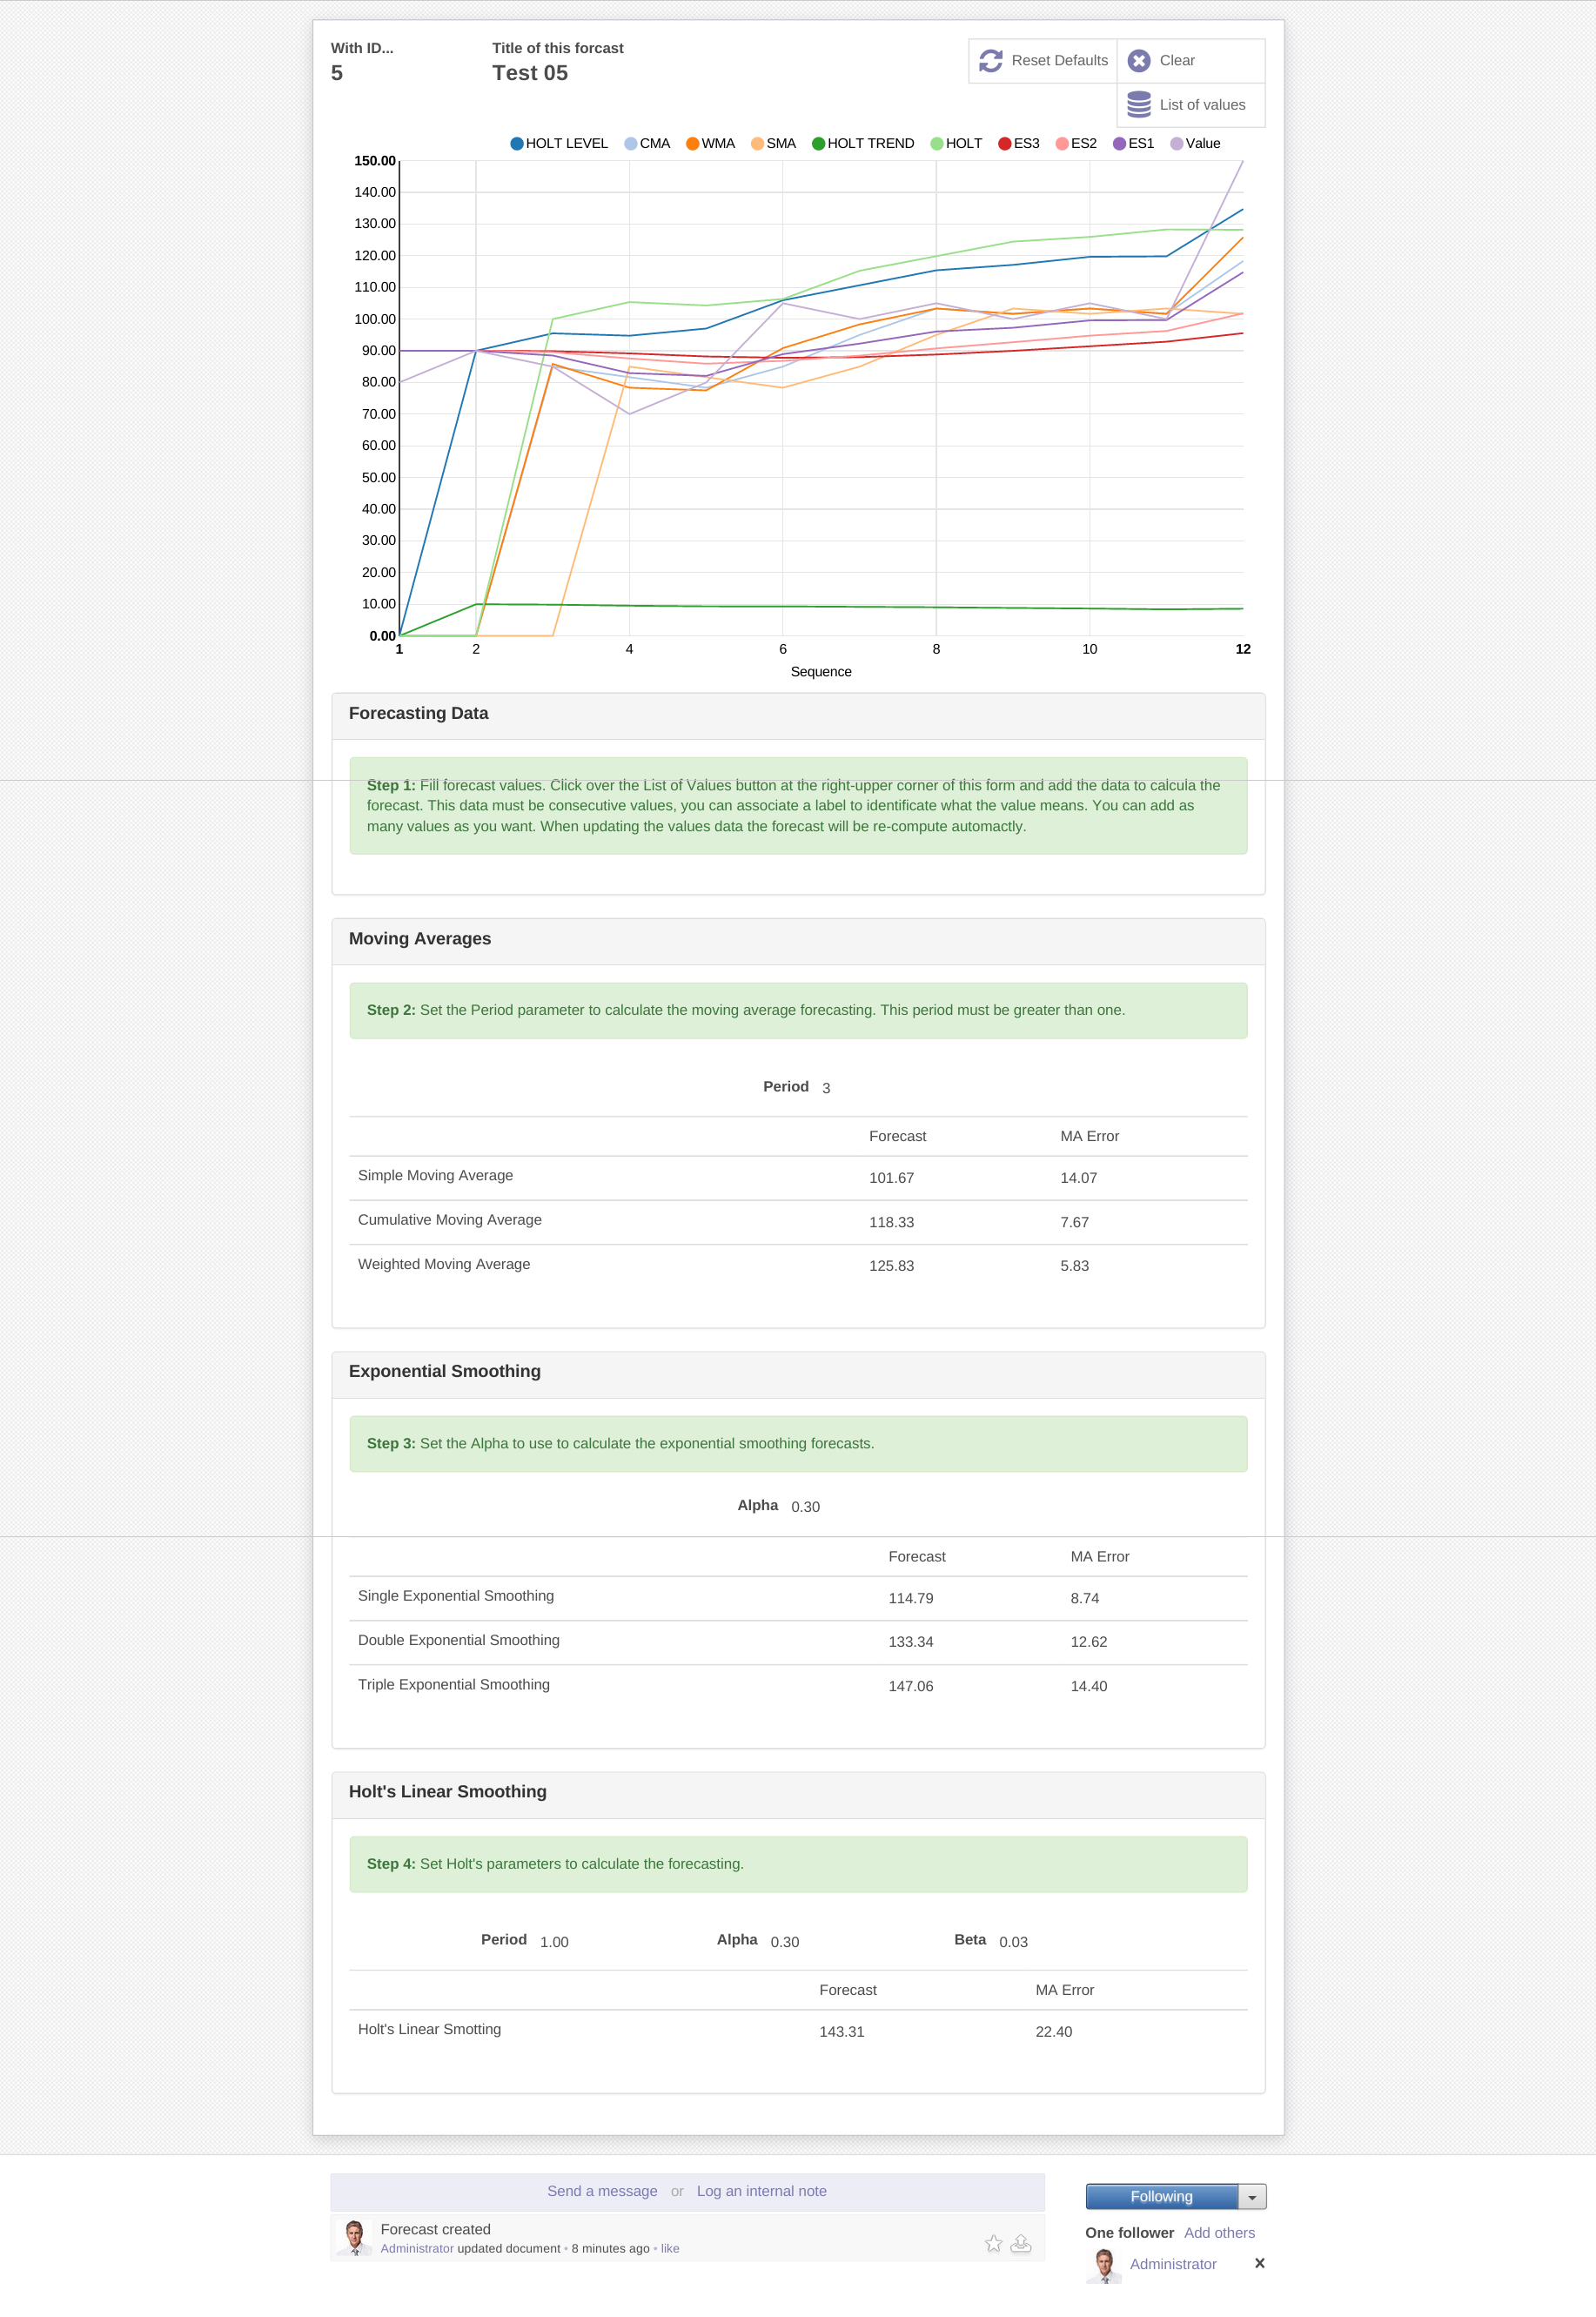 With ID...
5
Title of this forcast
Test 05
Reset Defaults
Clear
List of values
HOLT LEVEL CMA WMA SMA HOLT TREND HOLT ES3 ES2 ES1 Value
150.00
140.00
130.00
120.00
110.00
100.00
90.00
80.00
70.00
60.00
50.00
40.00
30.00
20.00
10.00
0.00
1 2 4 6 8 10 12
Sequence
Forecasting Data
Step 1: Fill forecast values. Click over the List of Values button at the right-upper corner of this form and add the data to calcula the
forecast. This data must be consecutive values, you can associate a label to identificate what the value means. You can add as
many values as you want. When updating the values data the forecast will be re-compute automactly.
Moving Averages
Step 2: Set the Period parameter to calculate the moving average forecasting. This period must be greater than one.
Period 3
Forecast MA Error
Simple Moving Average 101.67 14.07
Cumulative Moving Average 118.33 7.67
Weighted Moving Average 125.83 5.83
Exponential Smoothing
Step 3: Set the Alpha to use to calculate the exponential smoothing forecasts.
Alpha 0.30
Forecast MA Error
Single Exponential Smoothing 114.79 8.74
Double Exponential Smoothing 133.34 12.62
Triple Exponential Smoothing 147.06 14.40
Holt's Linear Smoothing
Step 4: Set Holt's parameters to calculate the forecasting.
Period 1.00 Alpha 0.30 Beta 0.03
Forecast MA Error
Holt's Linear Smotting 143.31 22.40
Send a message or Log an internal note
Forecast created
Administrator updated document • 8 minutes ago • like
Following
One follower Add others
Administrator x